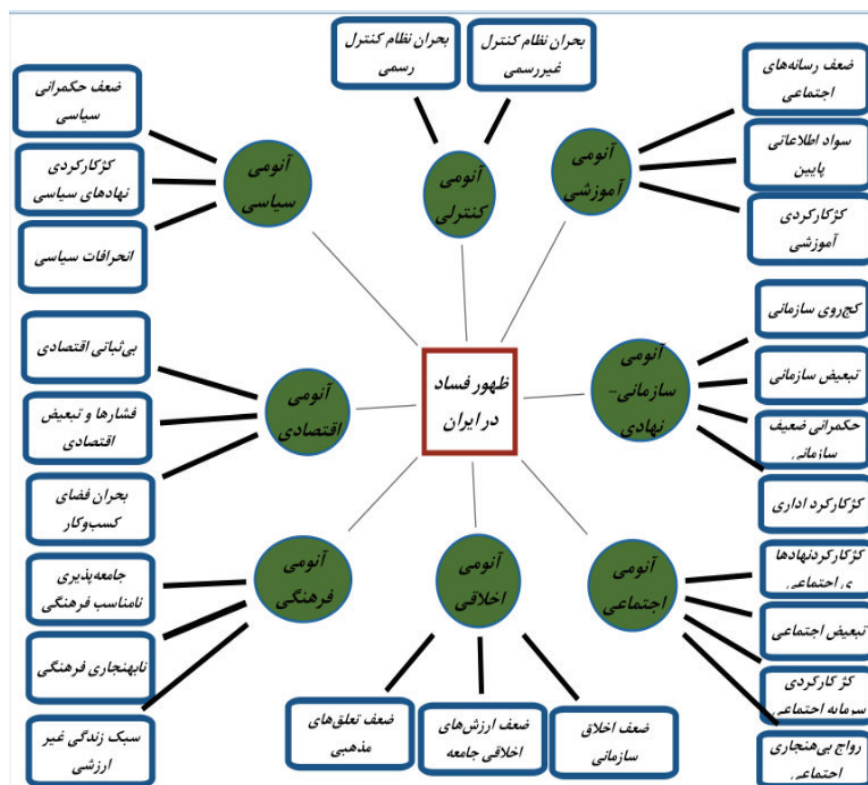 بحران نظام کنترل
رسمی
بحران نظام کنترل
غیررسمی
ضعف رسانه‌های
اجتماعی
سواد اطلاعاتی
پایین
کژکارکردی
آموزشی
آنومی
آموزشی
آنومی
کنترلی
ضعف حکمرانی
سیاسی
کژکارکردی
نهادهای سیاسی
انحرافات سیاسی
آنومی
سیاسی
کج‌روی سازمانی
تبعیض سازمانی
حکمرانی ضعیف
سازمانی
کژکارکرد اداری
آنومی
سازمانی-
نهادی
ظهور فساد
در ایران
آنومی
اقتصادی
بی‌ثباتی اقتصادی
فشارها و تبعیض
اقتصادی
بحران فضای
کسب‌وکار
کژکارکردنهادها
ی اجتماعی
تبعیض اجتماعی
کژ کارکردی
سرمایه اجتماعی
رواج بی‌هنجاری
اجتماعی
آنومی
اجتماعی
آنومی
اخلاقی
ضعف اخلاق
سازمانی
ضعف ارزش‌های
اخلاقی جامعه
ضعف تعلق‌های
مذهبی
آنومی
فرهنگی
جامعه‌پذیری
نامناسب فرهنگی
نابهنجاری فرهنگی
سبک زندگی غیر
ارزشی